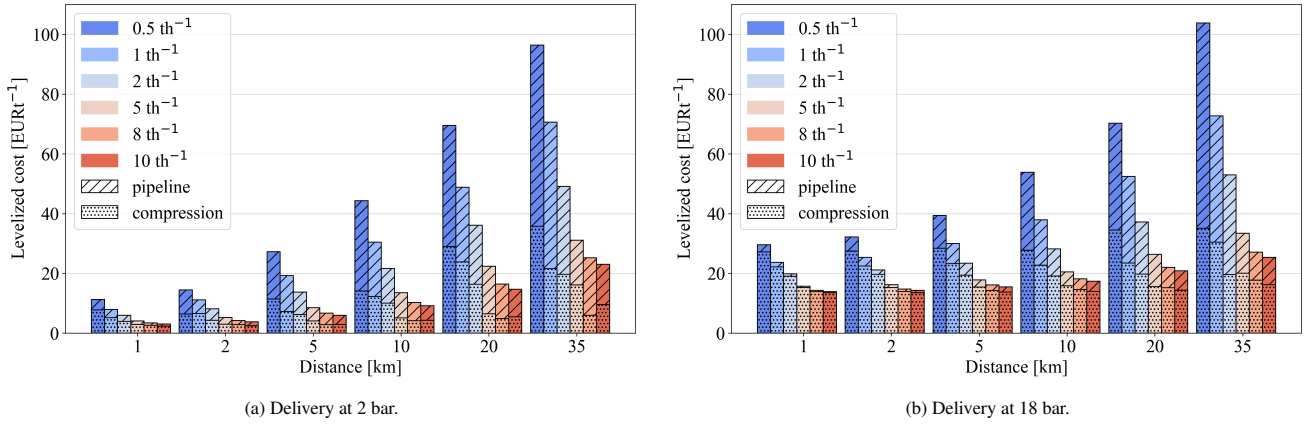 100
80
60
40
20
0
Levelized cost [EURt⁻¹]
0.5 th⁻¹
1 th⁻¹
2 th⁻¹
5 th⁻¹
8 th⁻¹
10 th⁻¹
pipeline
compression
1 2 5 10 20 35
Distance [km]
(a) Delivery at 2 bar.
100
80
60
40
20
0
Levelized cost [EURt⁻¹]
0.5 th⁻¹
1 th⁻¹
2 th⁻¹
5 th⁻¹
8 th⁻¹
10 th⁻¹
pipeline
compression
1 2 5 10 20 35
Distance [km]
(b) Delivery at 18 bar.